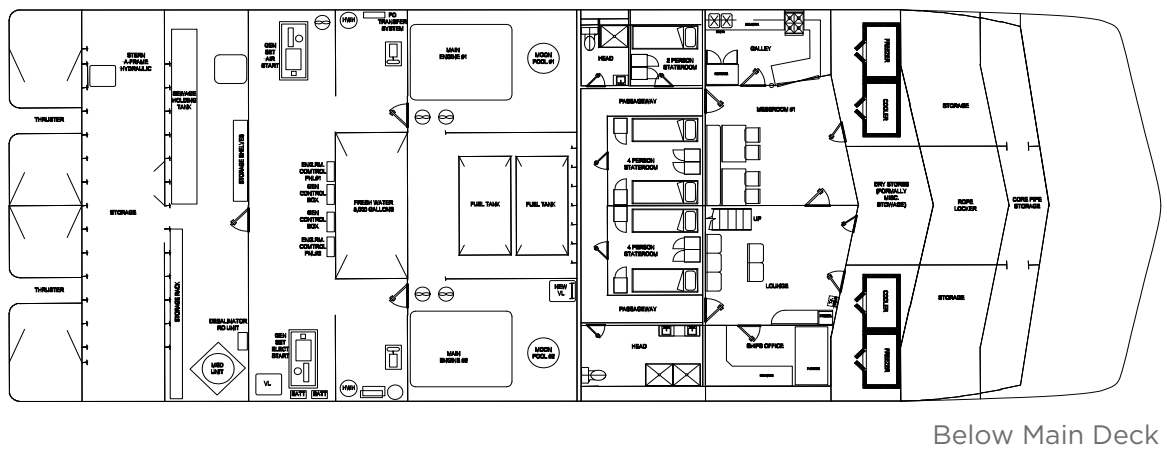 STERN
A-FRAME
HYDRAULIC
THRUSTER
SEWAGE
HOLDING
TANK
STORAGE SHELVES
STORAGE
THRUSTER
STORAGE RACK
DESALINATOR
RO UNIT
MSD
UNIT
GEN
SET
AIR
START
HWH
FO
TRANSFER
SYSTEM
ENG.RM.
CONTROL
PNL#1
GEN
CONTROL
BOX
GEN
CONTROL
BOX
ENG.RM.
CONTROL
PNL#2
GEN
SET
ELECT
START
VL
BATT
BATT
HWH
FRESH WATER
MAIN
ENGINE #1
MOON
POOL #1
FUEL TANK
FUEL TANK
NEW
VL
MAIN
ENGINE #2
MOON
POOL #2
HEAD
2 PERSON
STATEROOM
PASSAGEWAY
4 PERSON
STATEROOM
4 PERSON
STATEROOM
PASSAGEWAY
HEAD
GALLEY
MESSROOM #1
UP
LOUNGE
SHIPS OFFICE
FREEZER
COOLER
DRY STORES
(FORMALLY
MISC.
STOWAGE)
COOLER
FREEZER
STORAGE
ROPE
LOCKER
STORAGE
CORE PIPE
STORAGE
Below Main Deck